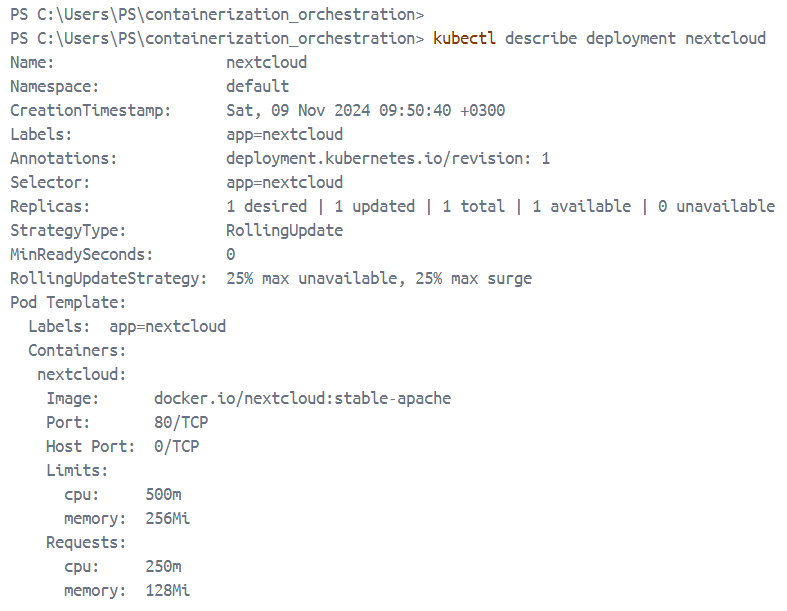 PS C:\Users\PS\containerization_orchestration>
PS C:\Users\PS\containerization_orchestration> kubectl describe deployment nextcloud
Name:                   nextcloud
Namespace:              default
CreationTimestamp:      Sat, 09 Nov 2024 09:50:40 +0300
Labels:                 app=nextcloud
Annotations:            deployment.kubernetes.io/revision: 1
Selector:               app=nextcloud
Replicas:               1 desired | 1 updated | 1 total | 1 available | 0 unavailable
StrategyType:           RollingUpdate
MinReadySeconds:        0
RollingUpdateStrategy:  25% max unavailable, 25% max surge
Pod Template:
  Labels:  app=nextcloud
  Containers:
   nextcloud:
    Image:      docker.io/nextcloud:stable-apache
    Port:       80/TCP
    Host Port:  0/TCP
    Limits:
      cpu:     500m
      memory:  256Mi
    Requests:
      cpu:     250m
      memory:  128Mi